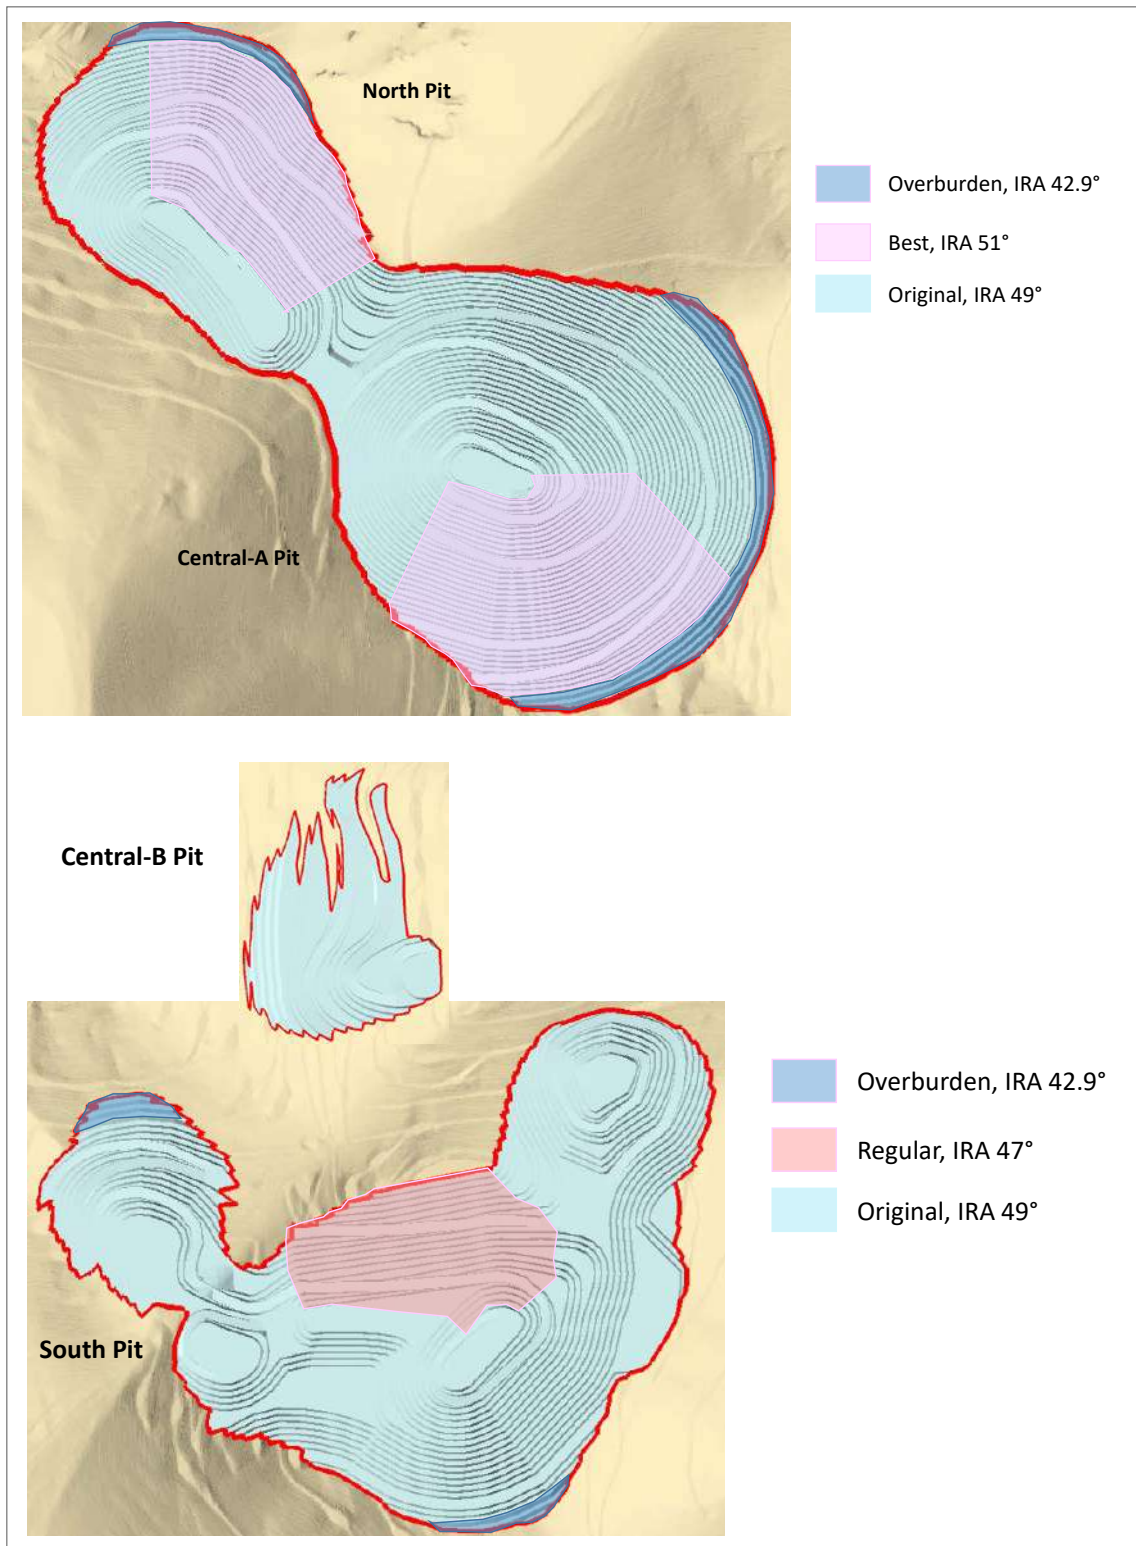 North Pit
Overburden, IRA 42.9°
Best, IRA 51°
Original, IRA 49°
Central-A Pit
Central-B Pit
Overburden, IRA 42.9°
Regular, IRA 47°
Original, IRA 49°
South Pit